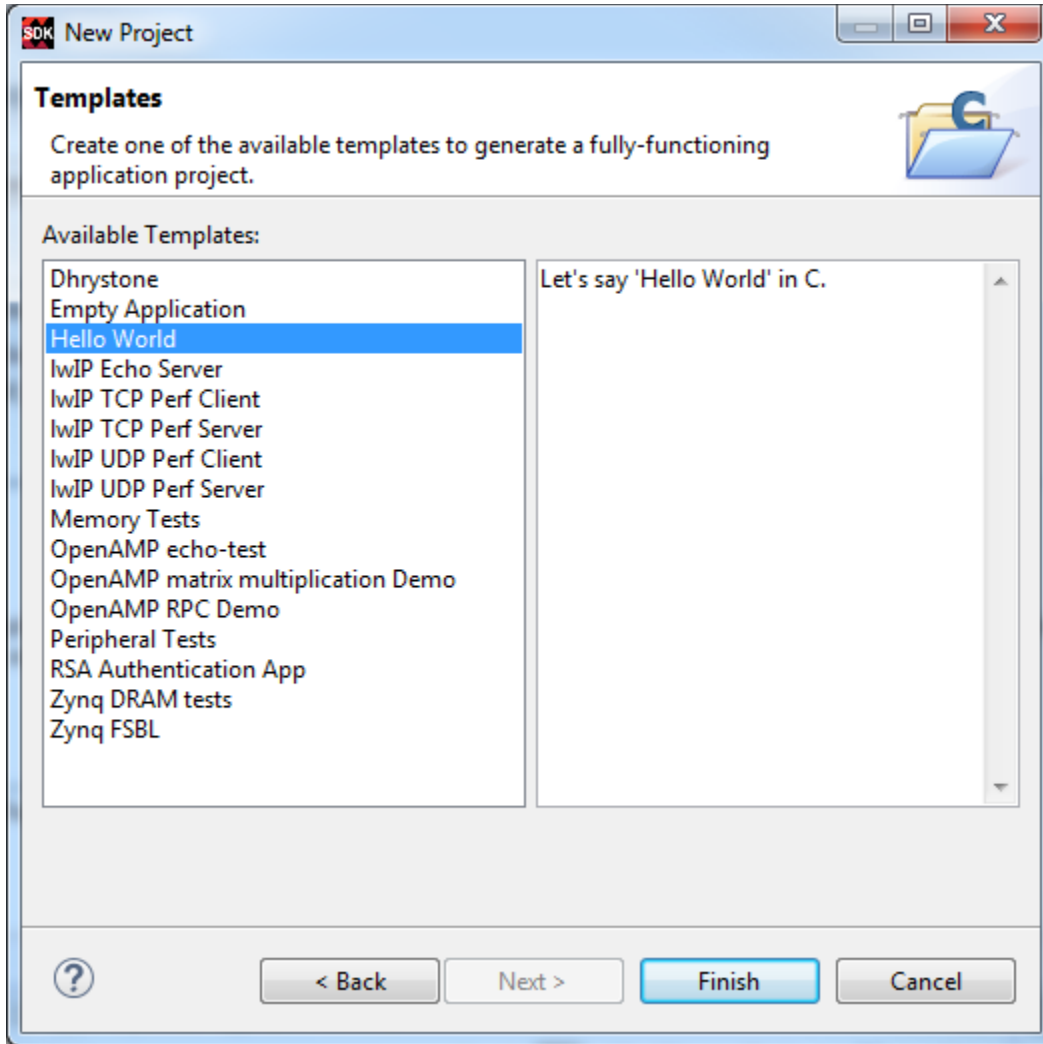 SDK New Project
Templates
Create one of the available templates to generate a fully-functioning
application project.
C
Available Templates:
Dhrystone
Empty Application
Hello World
lwIP Echo Server
lwIP TCP Perf Client
lwIP TCP Perf Server
lwIP UDP Perf Client
lwIP UDP Perf Server
Memory Tests
OpenAMP echo-test
OpenAMP matrix multiplication Demo
OpenAMP RPC Demo
Peripheral Tests
RSA Authentication App
Zynq DRAM tests
Zynq FSBL
Let's say 'Hello World' in C.
?
< Back
Next >
Finish
Cancel